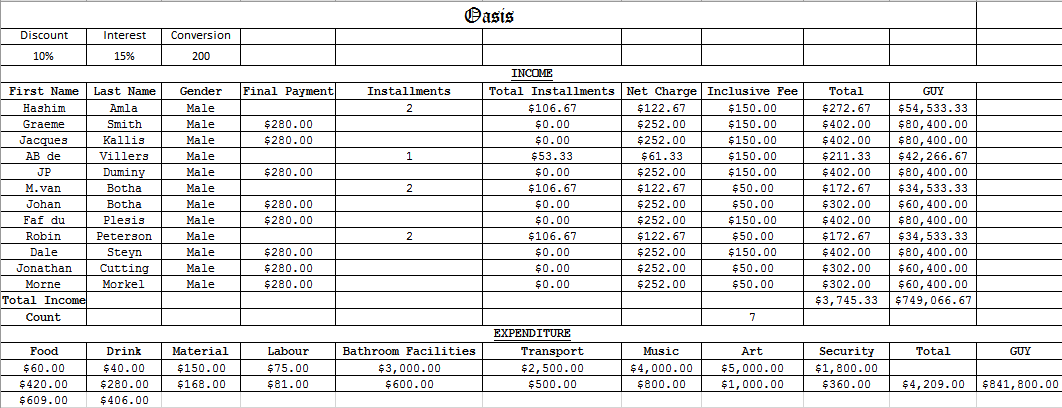 Oasis
Discount Interest Conversion
10% 15% 200
INCOME
First Name Last Name Gender Final Payment Installments Total Installments Net Charge Inclusive Fee Total GUY
Hashim Amla Male 2 $106.67 $122.67 $150.00 $272.67 $54,533.33
Graeme Smith Male $280.00 $0.00 $252.00 $150.00 $402.00 $80,400.00
Jacques Kallis Male $280.00 $0.00 $252.00 $150.00 $402.00 $80,400.00
AB de Villers Male 1 $53.33 $61.33 $150.00 $211.33 $42,266.67
JP Duminy Male $280.00 $0.00 $252.00 $150.00 $402.00 $80,400.00
M.van Botha Male 2 $106.67 $122.67 $50.00 $172.67 $34,533.33
Johan Botha Male $280.00 $0.00 $252.00 $50.00 $302.00 $60,400.00
Faf du Plesis Male $280.00 $0.00 $252.00 $150.00 $402.00 $80,400.00
Robin Peterson Male 2 $106.67 $122.67 $50.00 $172.67 $34,533.33
Dale Steyn Male $280.00 $0.00 $252.00 $150.00 $402.00 $80,400.00
Jonathan Cutting Male $280.00 $0.00 $252.00 $50.00 $302.00 $60,400.00
Morne Morkel Male $280.00 $0.00 $252.00 $50.00 $302.00 $60,400.00
Total Income $3,745.33 $749,066.67
Count 7
EXPENDITURE
Food Drink Material Labour Bathroom Facilities Transport Music Art Security Total GUY
$60.00 $40.00 $150.00 $75.00 $3,000.00 $2,500.00 $4,000.00 $5,000.00 $1,800.00
$420.00 $280.00 $168.00 $81.00 $600.00 $500.00 $800.00 $1,000.00 $360.00 $4,209.00 $841,800.00
$609.00 $406.00